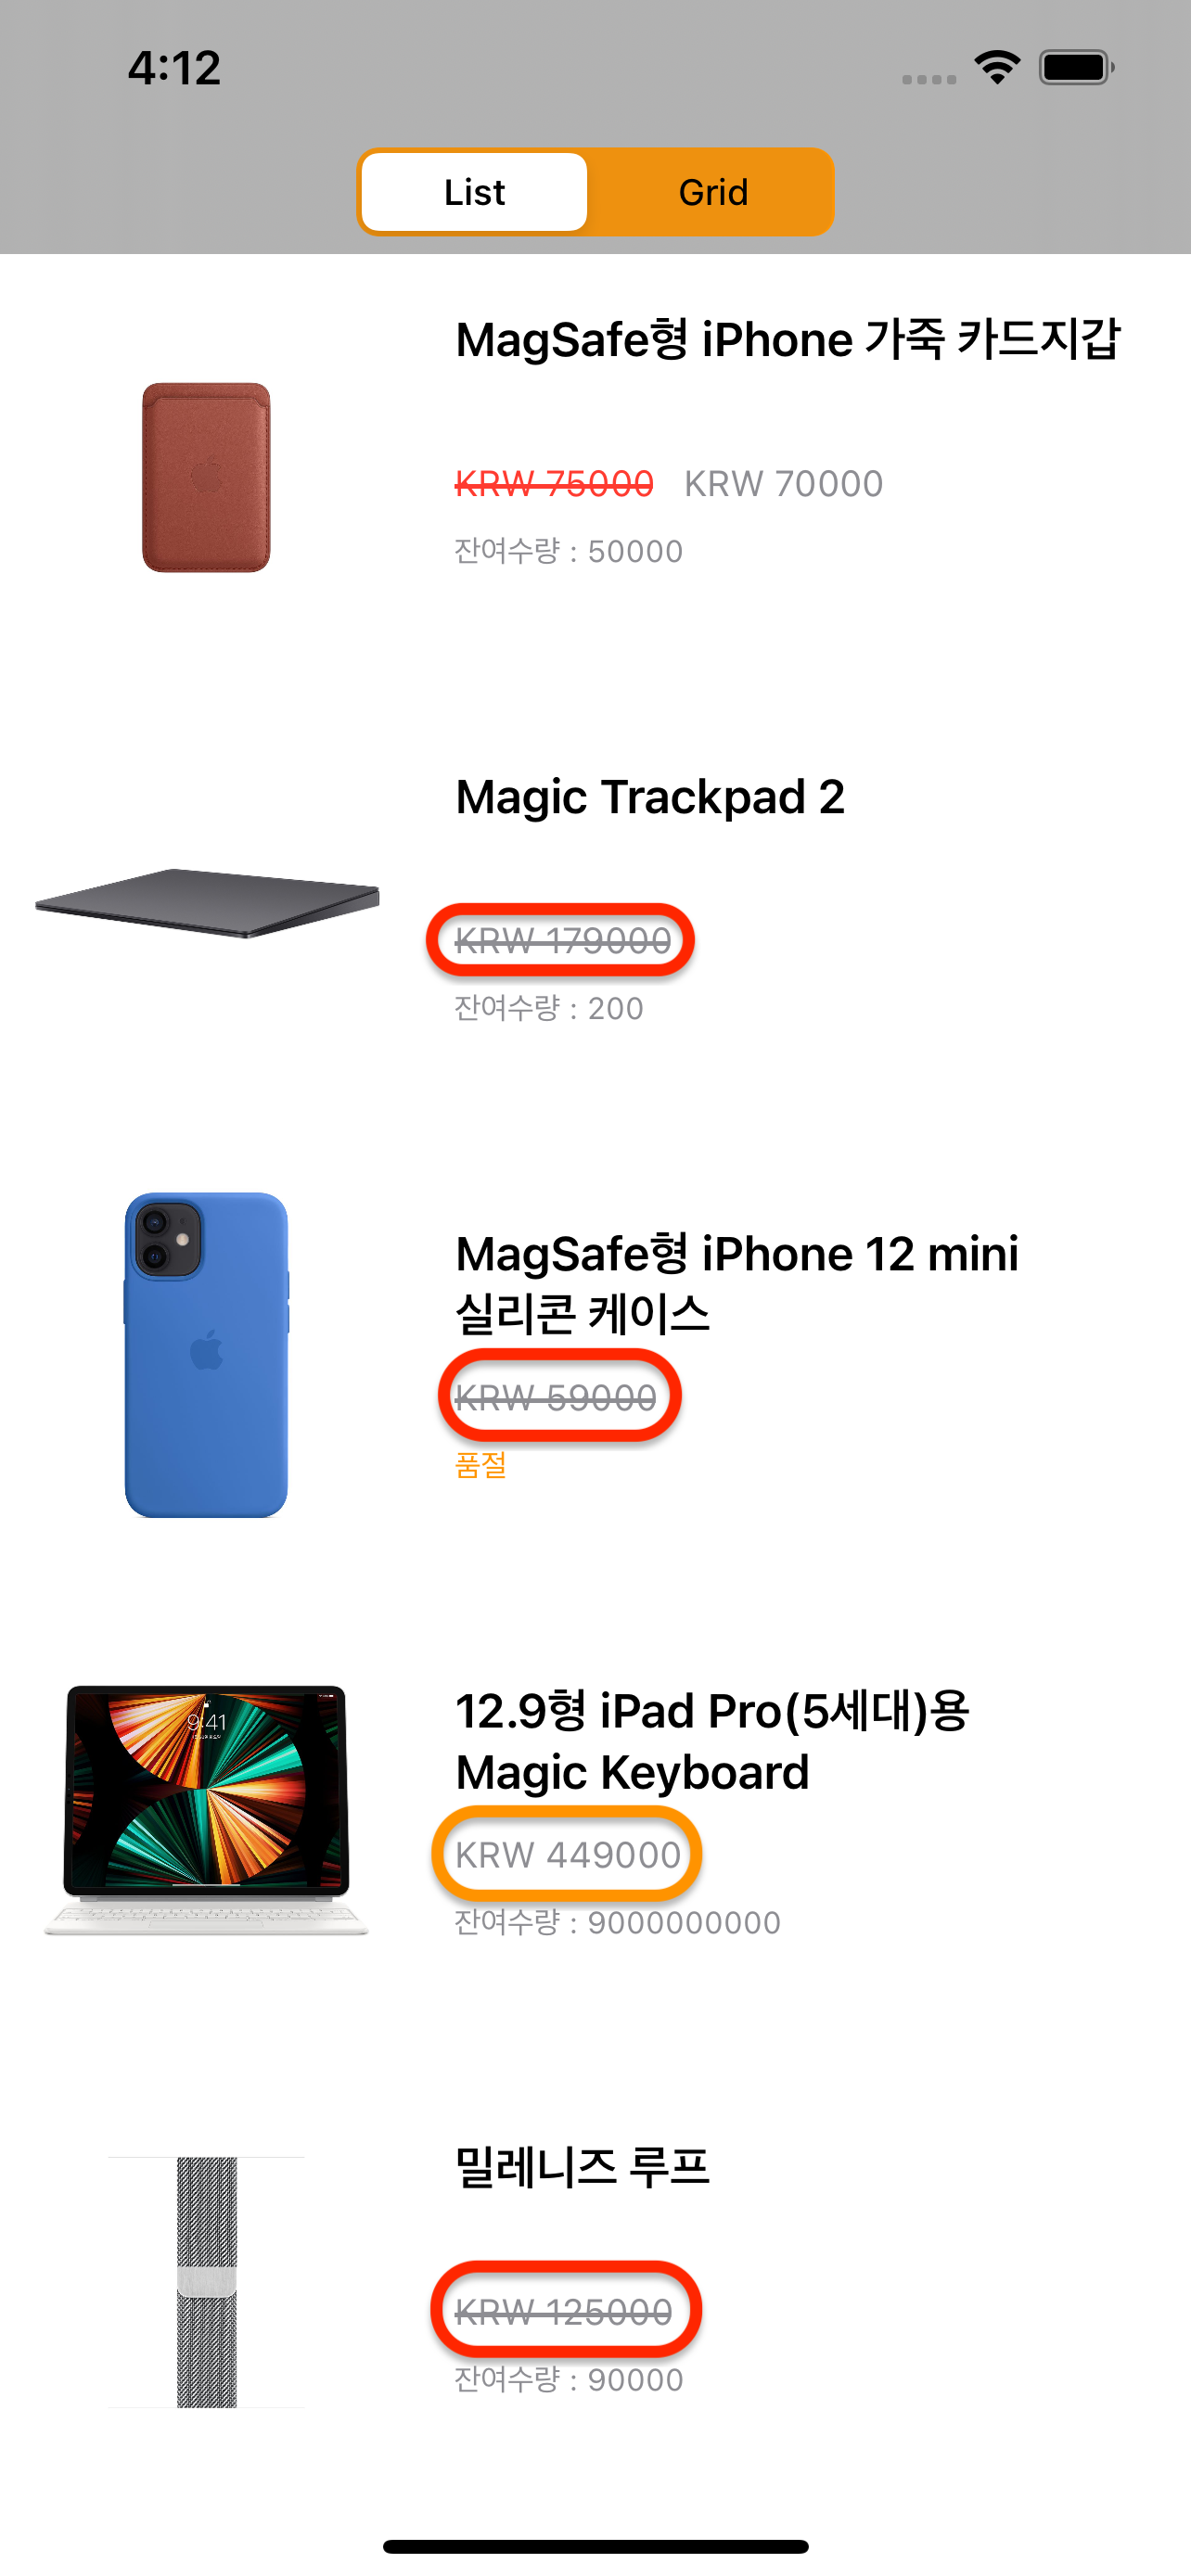 4:12
List
Grid
MagSafe형 iPhone 가죽 카드지갑
KRW 75000 KRW 70000
잔여수량 : 50000
Magic Trackpad 2
KRW 179000
잔여수량 : 200
MagSafe형 iPhone 12 mini
실리콘 케이스
KRW 59000
품절
12.9형 iPad Pro(5세대)용
Magic Keyboard
9:41
KRW 449000
잔여수량 : 9000000000
밀레니즈 루프
KRW 125000
잔여수량 : 90000